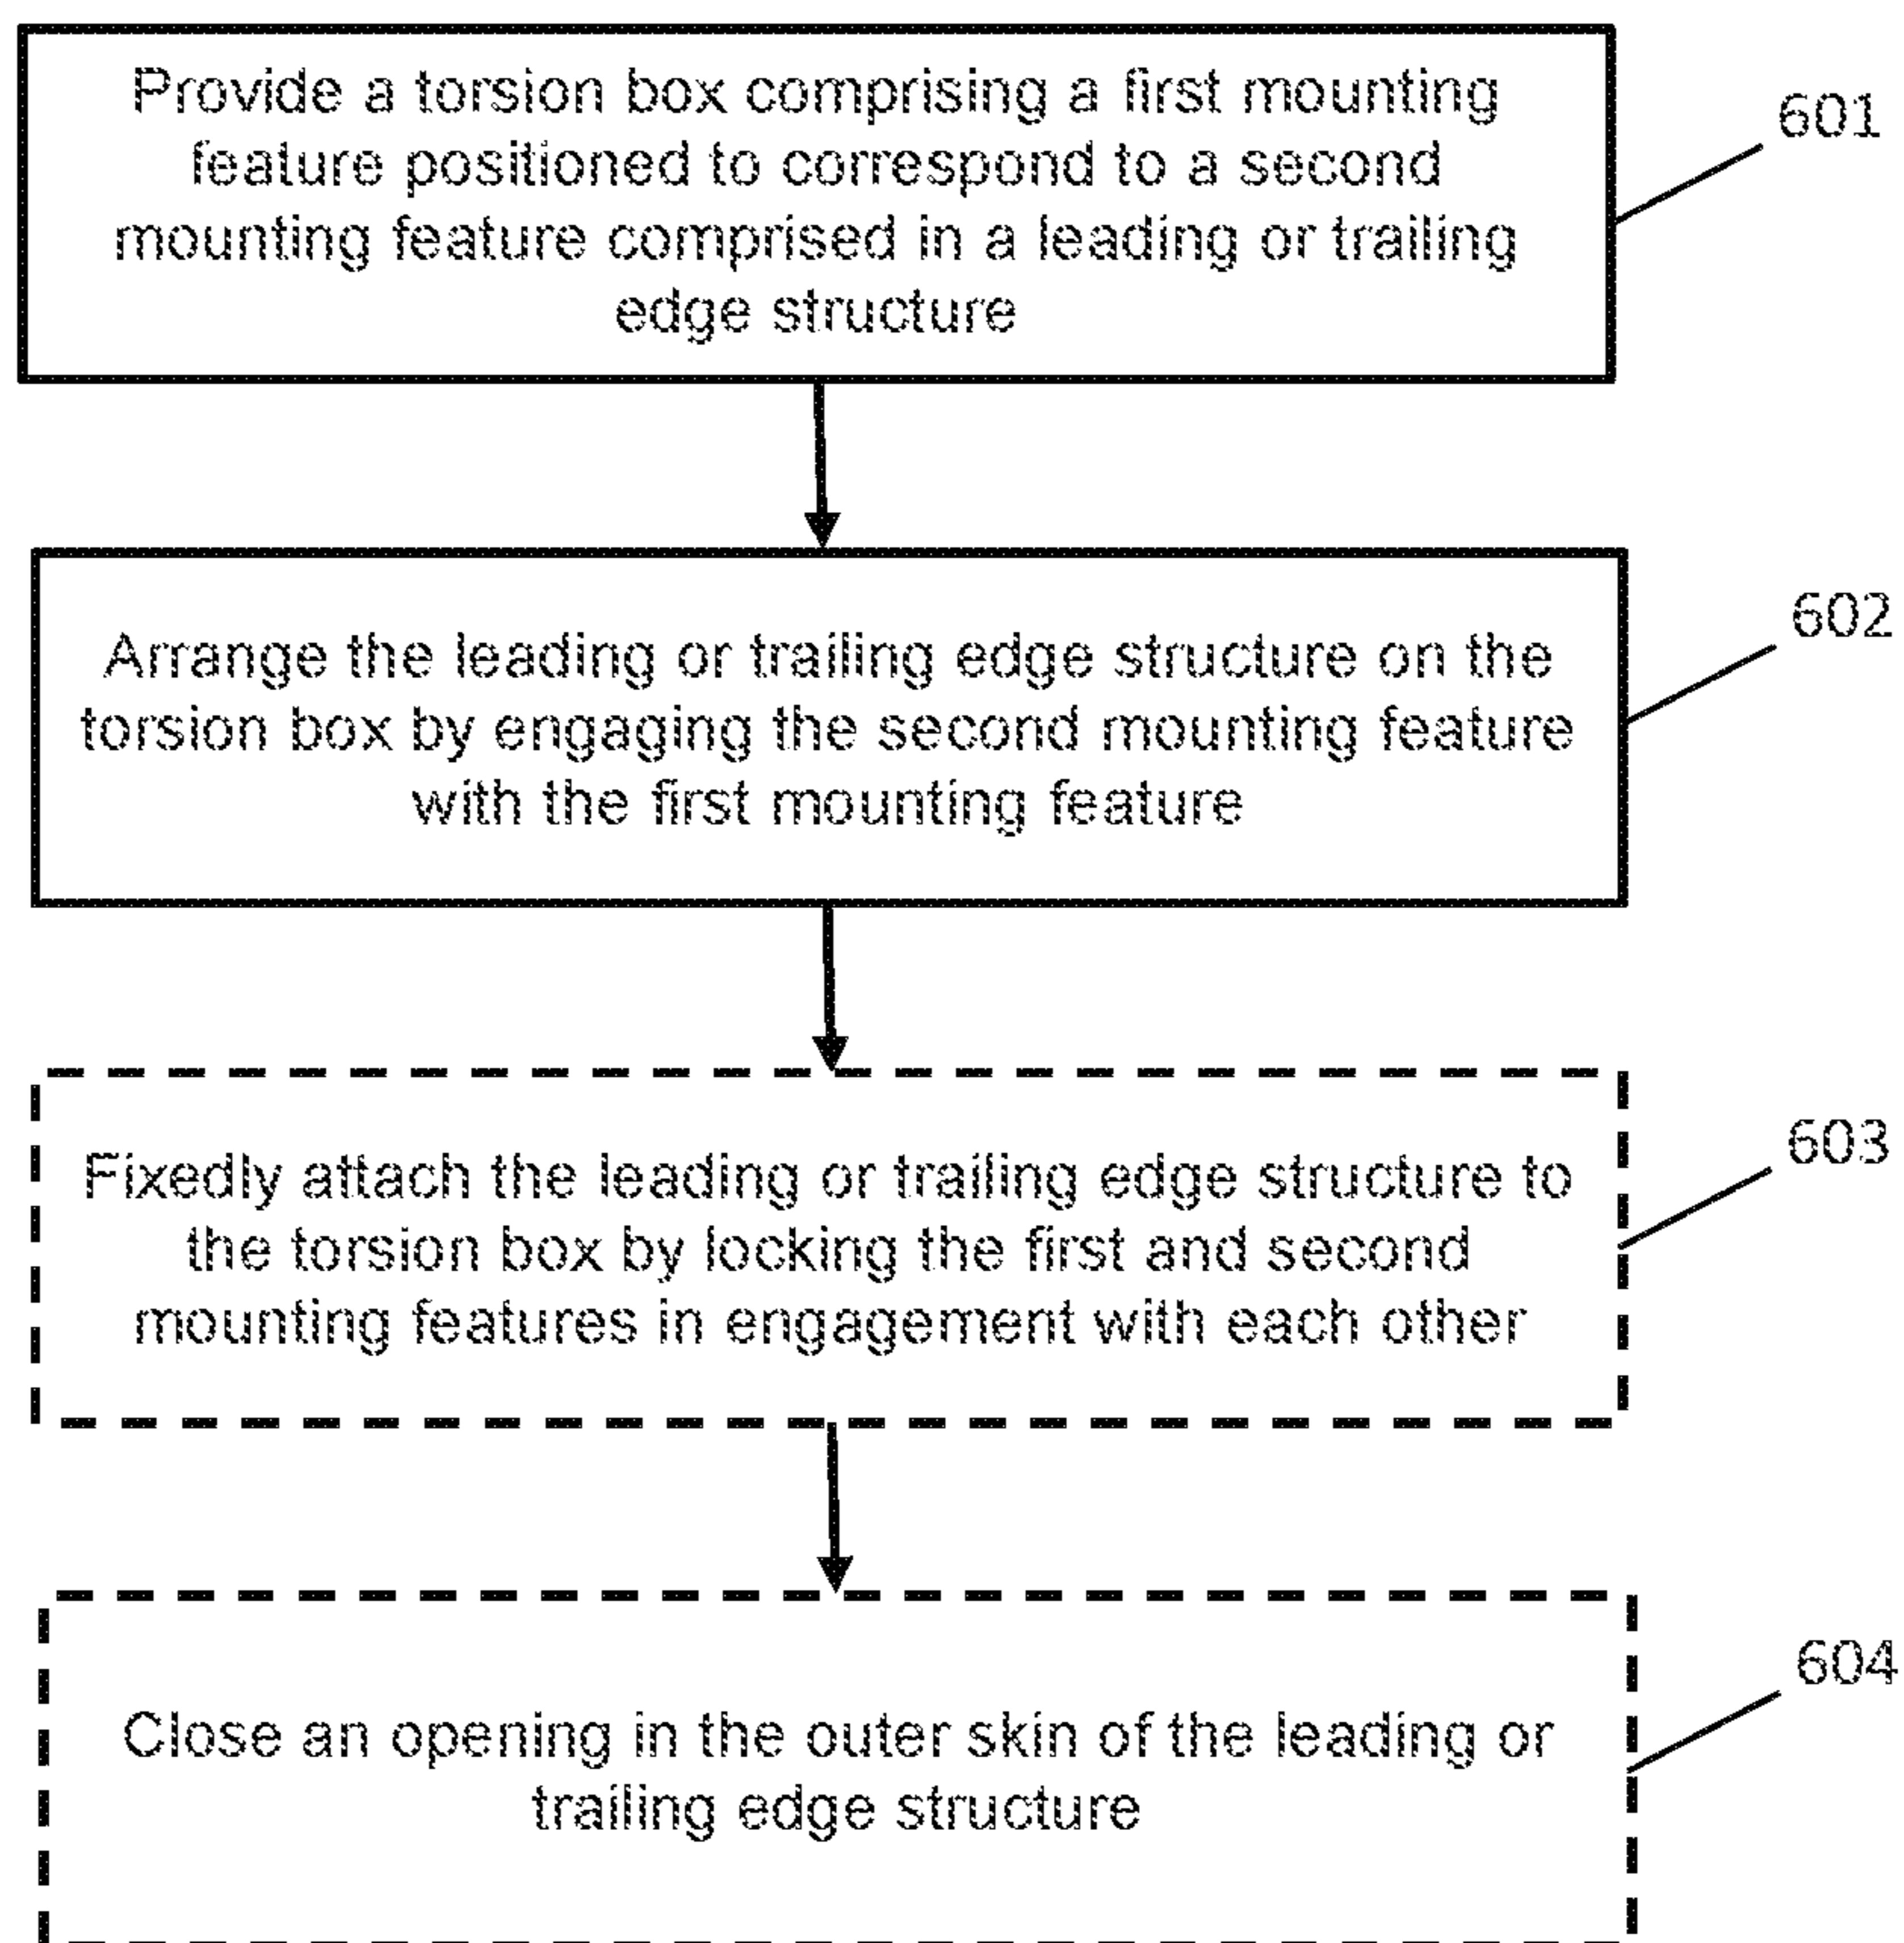 Provide a torsion box comprising a first mounting
feature positioned to correspond to a second
mounting feature comprised in a leading or trailing
edge structure
601
Arrange the leading or trailing edge structure on the
torsion box by engaging the second mounting feature
with the first mounting feature
602
Fixedly attach the leading or trailing edge structure to
the torsion box by locking the first and second
mounting features in engagement with each other
603
Close an opening in the outer skin of the leading or
trailing edge structure
604